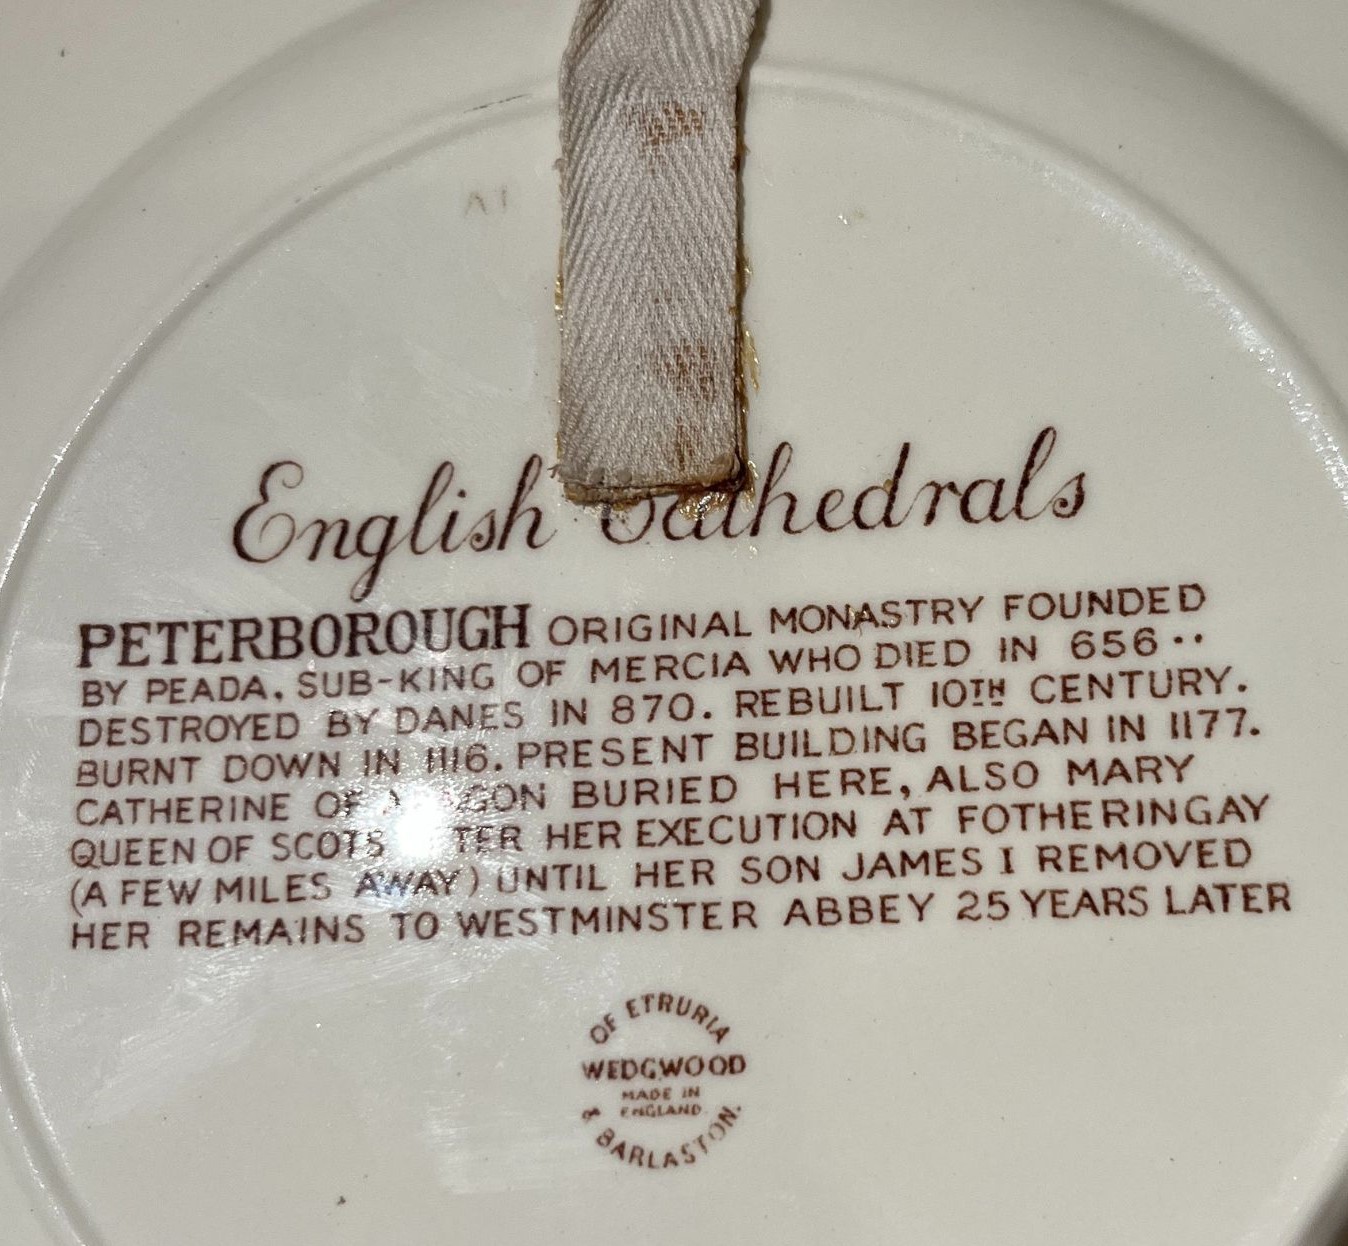 English Cathedrals
PETERBOROUGH ORIGINAL MONASTRY FOUNDED
BY PEADA. SUB-KING OF MERCIA WHO DIED IN 656··
DESTROYED BY DANES IN 870. REBUILT 10TH CENTURY.
BURNT DOWN IN 1116. PRESENT BUILDING BEGAN IN 1177.
CATHERINE OF BURIED HERE, ALSO MARY
QUEEN OF SCOTS HER EXECUTION AT FOTHERINGAY
(A FEW MILES AWAY) UNTIL HER SON JAMES I REMOVED
HER REMAINS TO WESTMINSTER ABBEY 25 YEARS LATER
OF ETRURIA
WEDGWOOD
MADE IN
ENGLAND
& BARLASTON.